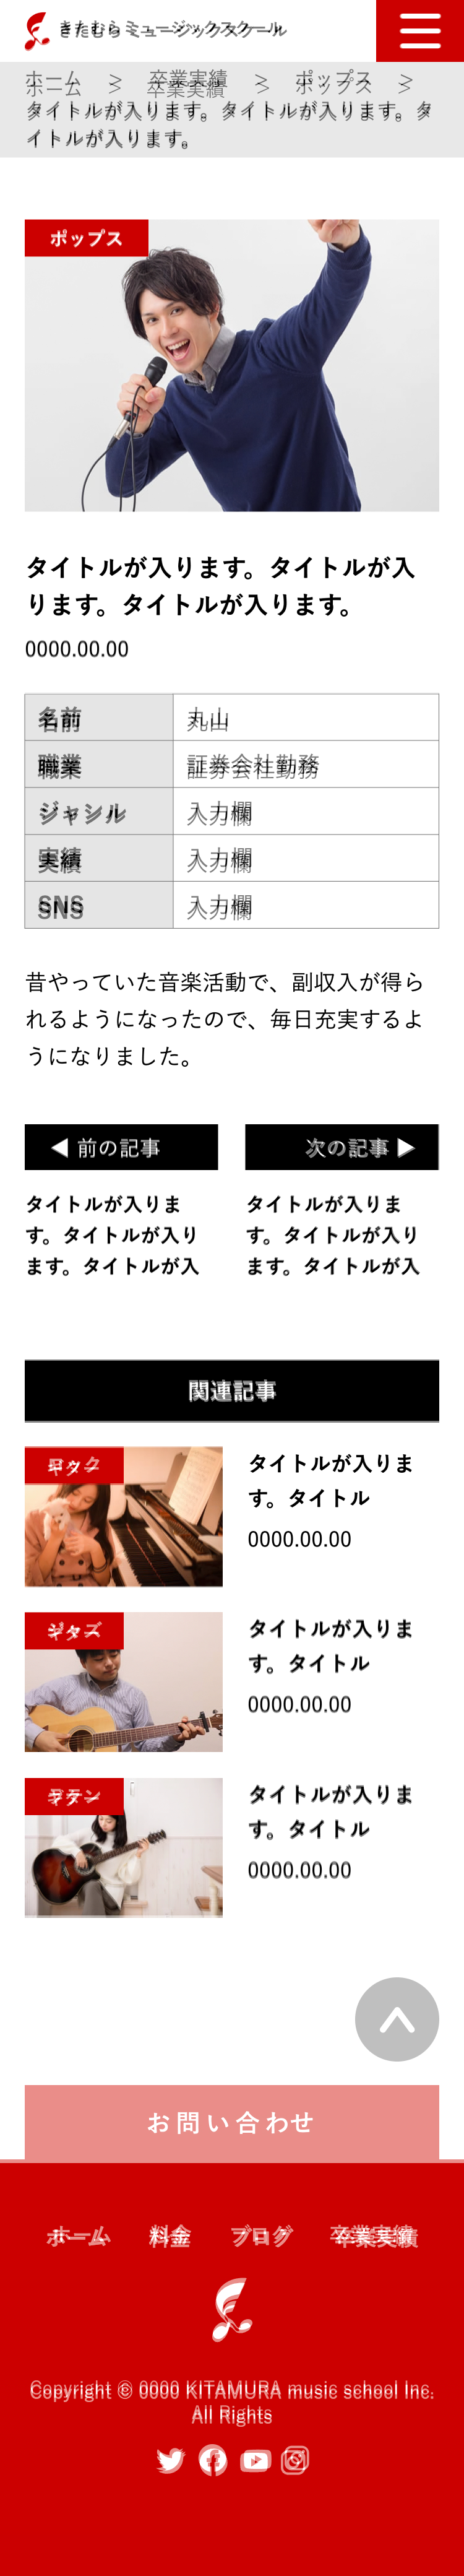 きたむらミュージックスクール
ホーム ＞ 卒業実績 ＞ ポップス ＞
タイトルが入ります。タイトルが入ります。タ
イトルが入ります。
ポップス
タイトルが入ります。タイトルが入
ります。タイトルが入ります。
0000.00.00
名前 丸山
職業 証券会社勤務
ジャンル 入力欄
実績 入力欄
SNS 入力欄
昔やっていた音楽活動で、副収入が得ら
れるようになったので、毎日充実するよ
うになりました。
◀ 前の記事 次の記事 ▶
タイトルが入りま
す。タイトルが入り
ます。タイトルが入
タイトルが入りま
す。タイトルが入り
ます。タイトルが入
関連記事
タイトルが入りま
す。タイトル
0000.00.00
タイトルが入りま
す。タイトル
0000.00.00
タイトルが入りま
す。タイトル
0000.00.00
お問い合わせ
ホーム 料金 ブログ 卒業実績
Copyright © 0000 KITAMURA music school Inc.
All Rights